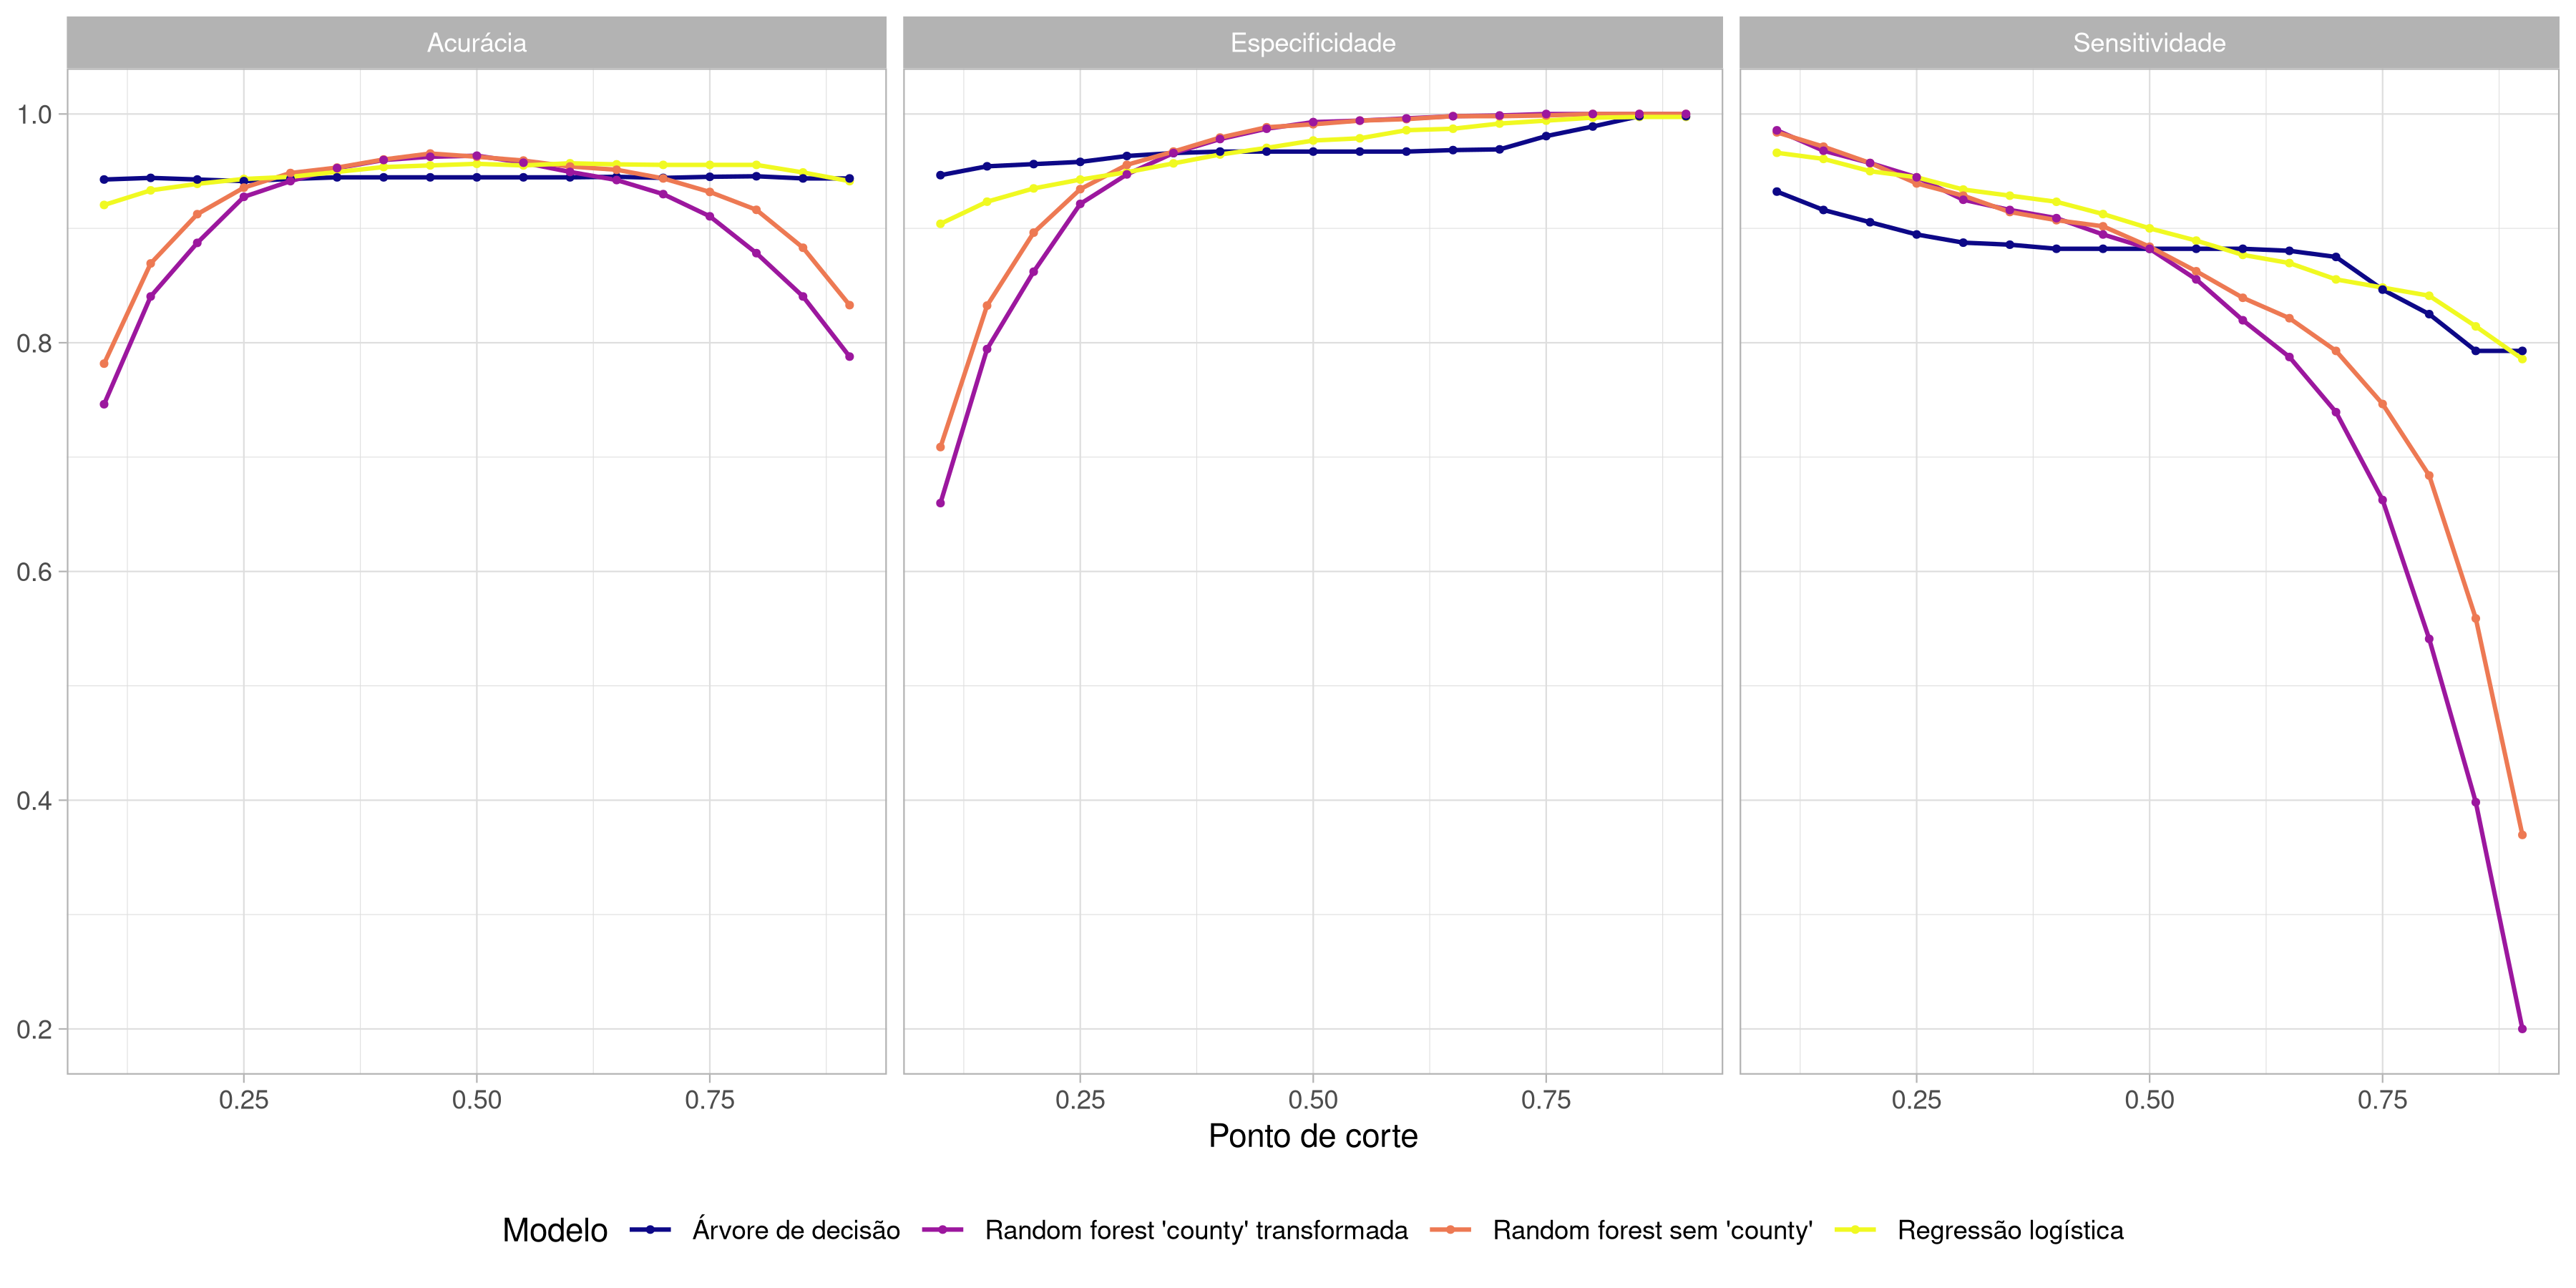 Acurácia Especificidade Sensitividade
1.0
0.8
0.6
0.4
0.2
0.25 0.50 0.75 0.25 0.50 0.75 0.25 0.50 0.75
Ponto de corte
Modelo Árvore de decisão Random forest 'county' transformada Random forest sem 'county' Regressão logística